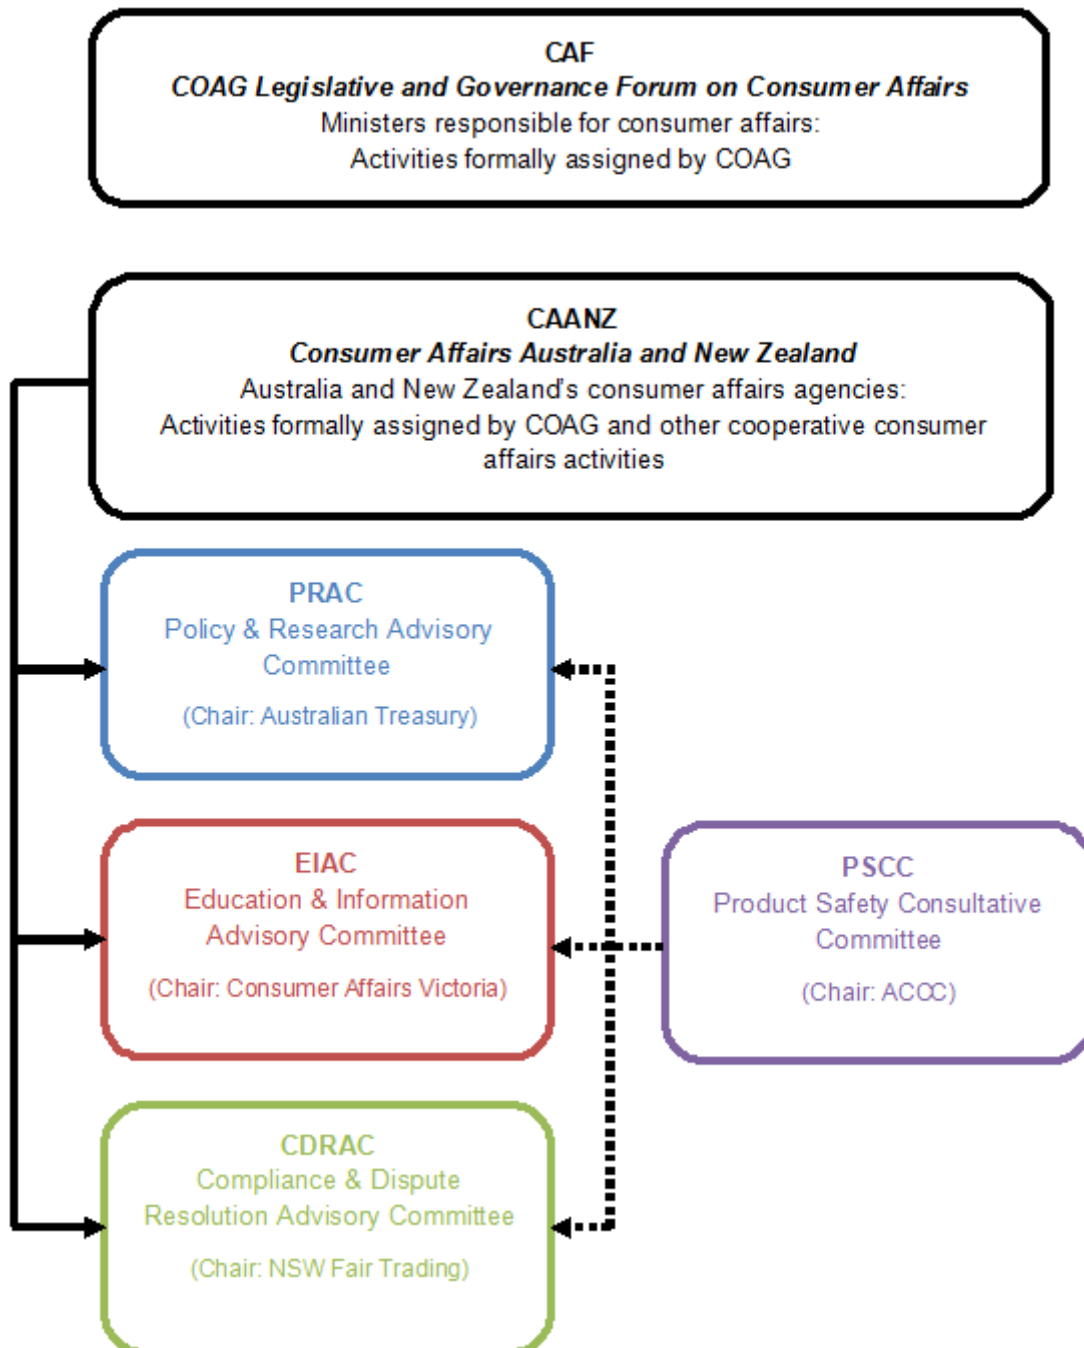 CAF
COAG Legislative and Governance Forum on Consumer Affairs
Ministers responsible for consumer affairs:
Activities formally assigned by COAG
CAANZ
Consumer Affairs Australia and New Zealand
Australia and New Zealand's consumer affairs agencies:
Activities formally assigned by COAG and other cooperative consumer
affairs activities
PRAC
Policy & Research Advisory
Committee
(Chair: Australian Treasury)
EIAC
Education & Information
Advisory Committee
(Chair: Consumer Affairs Victoria)
PSCC
Product Safety Consultative
Committee
(Chair: ACCC)
CDRAC
Compliance & Dispute
Resolution Advisory Committee
(Chair: NSW Fair Trading)